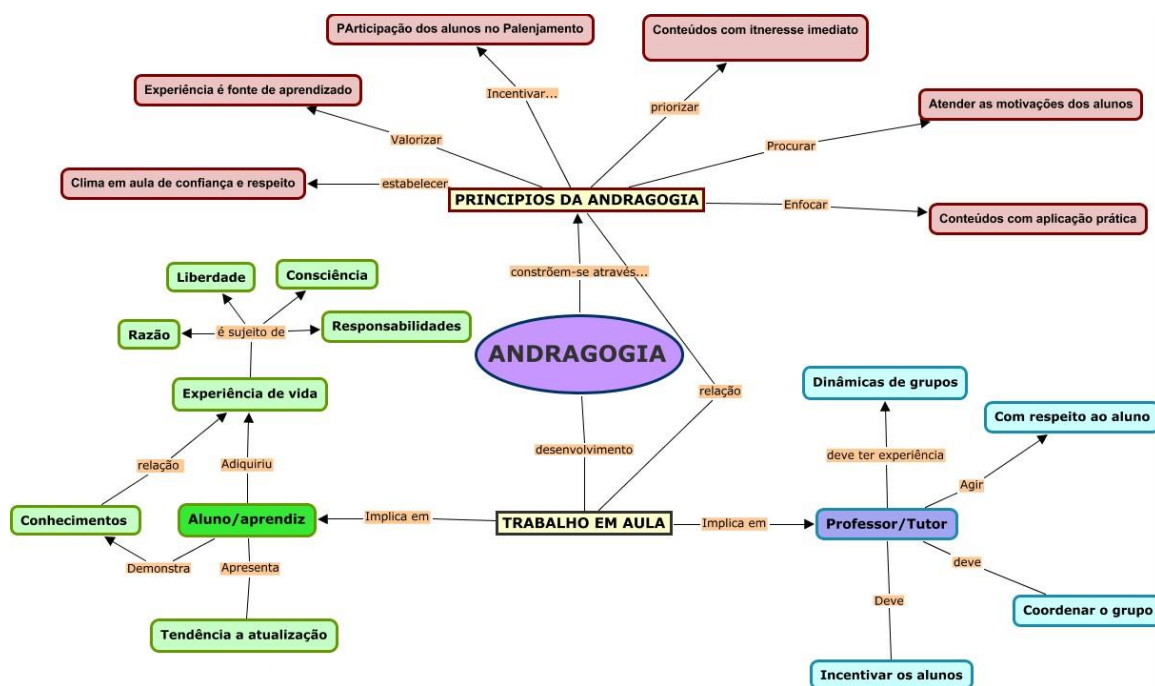 PArticipação dos alunos no Palenjamento
Conteúdos com itneresse imediato
Experiência é fonte de aprendizado
Incentivar...
priorizar
Atender as motivações dos alunos
Valorizar
Procurar
Clima em aula de confiança e respeito
estabelecer
PRINCIPIOS DA ANDRAGOGIA
Enfocar
Conteúdos com aplicação prática
constrõem-se através...
Liberdade
Consciência
Razão
é sujeito de
Responsabilidades
ANDRAGOGIA
Experiência de vida
relação
Dinâmicas de grupos
Com respeito ao aluno
desenvolvimento
deve ter experiência
relação
Adiquiriu
Agir
Conhecimentos
Aluno/aprendiz
Implica em
TRABALHO EM AULA
Implica em
Professor/Tutor
Demonstra
Apresenta
deve
Deve
Coordenar o grupo
Tendência a atualização
Incentivar os alunos